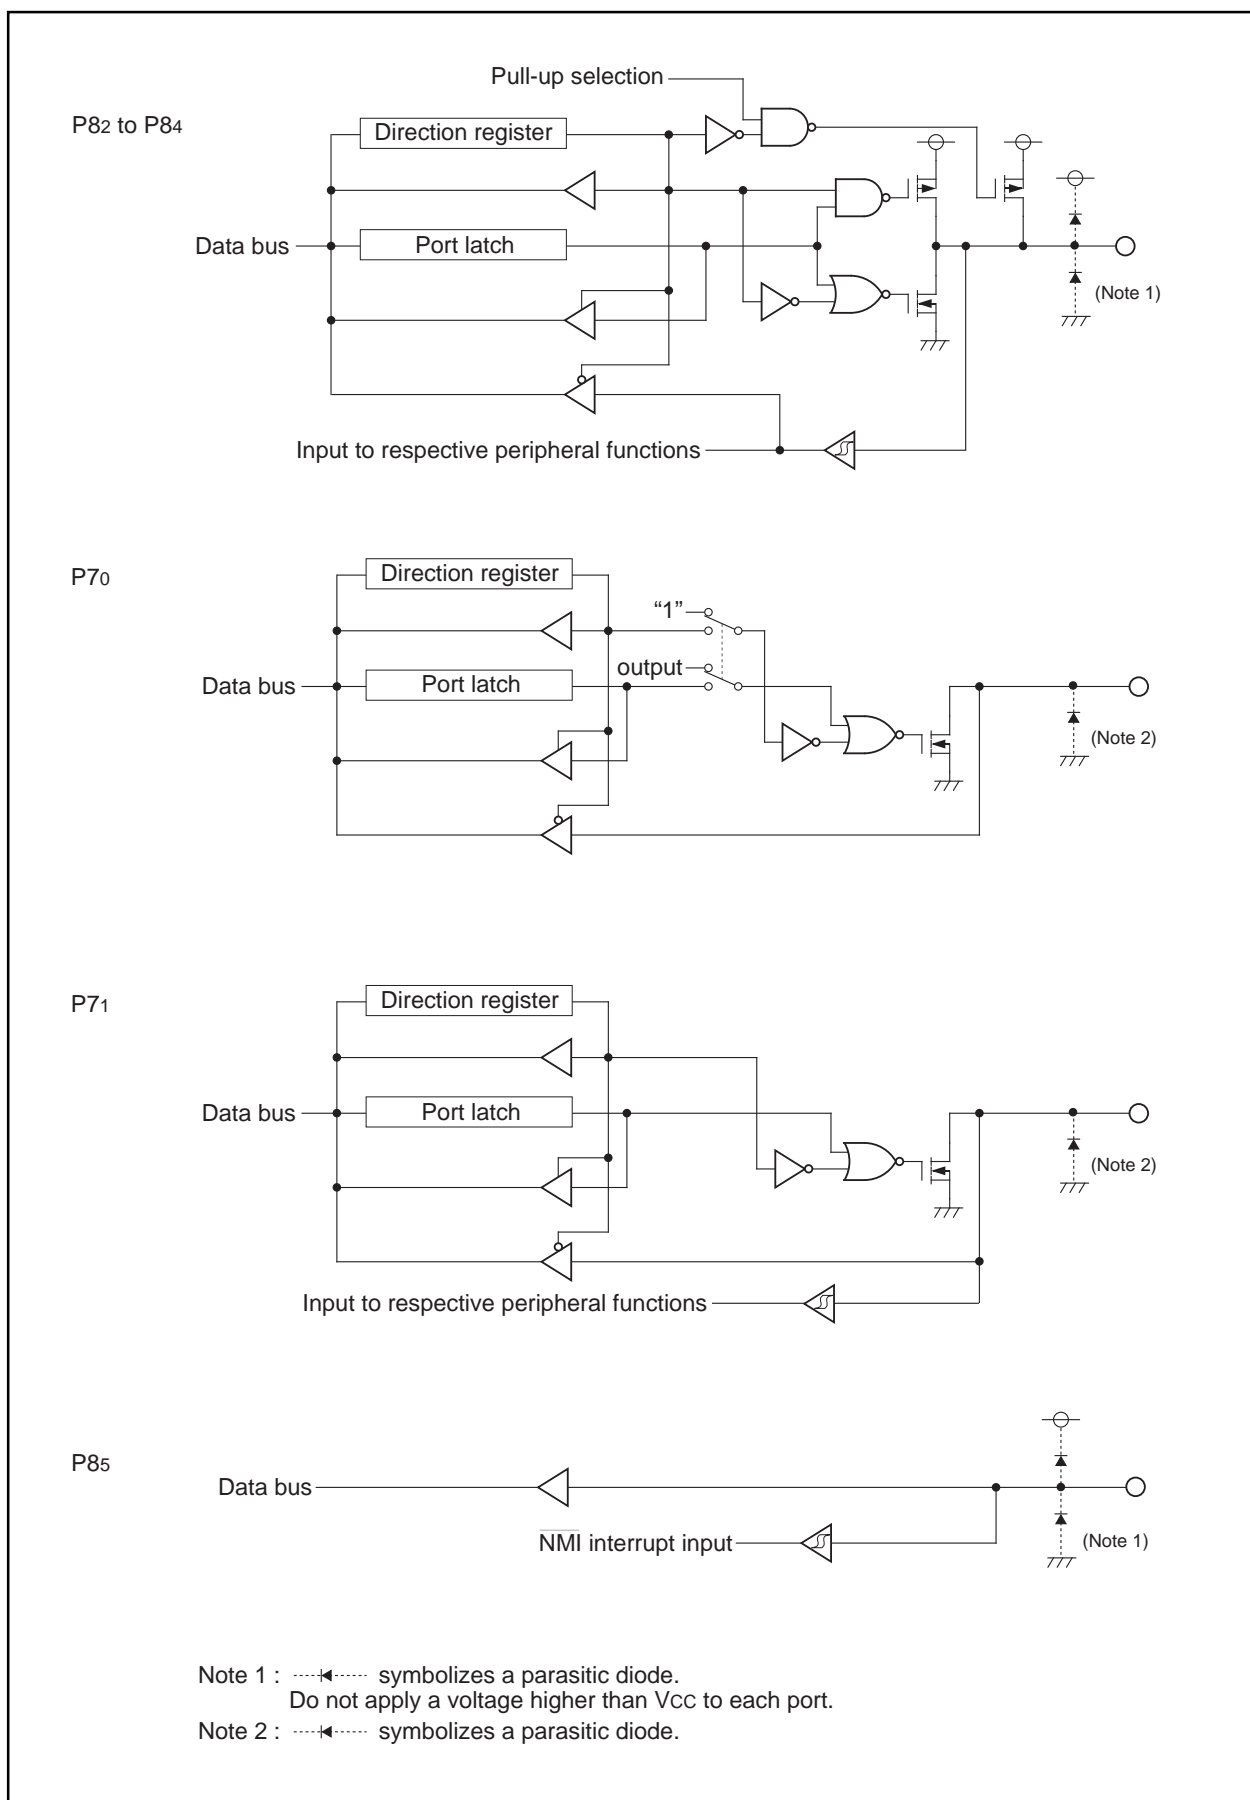 Pull-up selection
P82 to P84
Direction register
Data bus
Port latch
(Note 1)
Input to respective peripheral functions
P70
Direction register
“1”
output
Data bus
Port latch
(Note 2)
P71
Direction register
Data bus
Port latch
(Note 2)
Input to respective peripheral functions
P85
Data bus
NMI interrupt input
(Note 1)
Note 1 : symbolizes a parasitic diode.
Do not apply a voltage higher than VCC to each port.
Note 2 : symbolizes a parasitic diode.